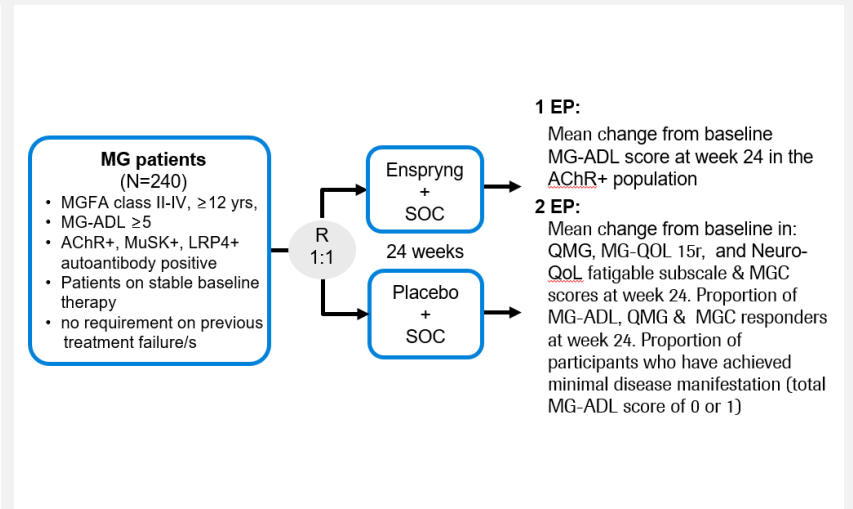 MG patients
(N=240)
• MGFA class II-IV, ≥12 yrs,
• MG-ADL ≥5
• AChR+, MuSK+, LRP4+
autoantibody positive
• Patients on stable baseline
therapy
• no requirement on previous
treatment failure/s
R
1:1
Enspryng
+
SOC
24 weeks
Placebo
+
SOC
1 EP:
Mean change from baseline
MG-ADL score at week 24 in the
AChR+ population
2 EP:
Mean change from baseline in:
QMG, MG-QOL 15r, and Neuro-
QoL fatigable subscale & MGC
scores at week 24. Proportion of
MG-ADL, QMG & MGC responders
at week 24. Proportion of
participants who have achieved
minimal disease manifestation (total
MG-ADL score of 0 or 1)